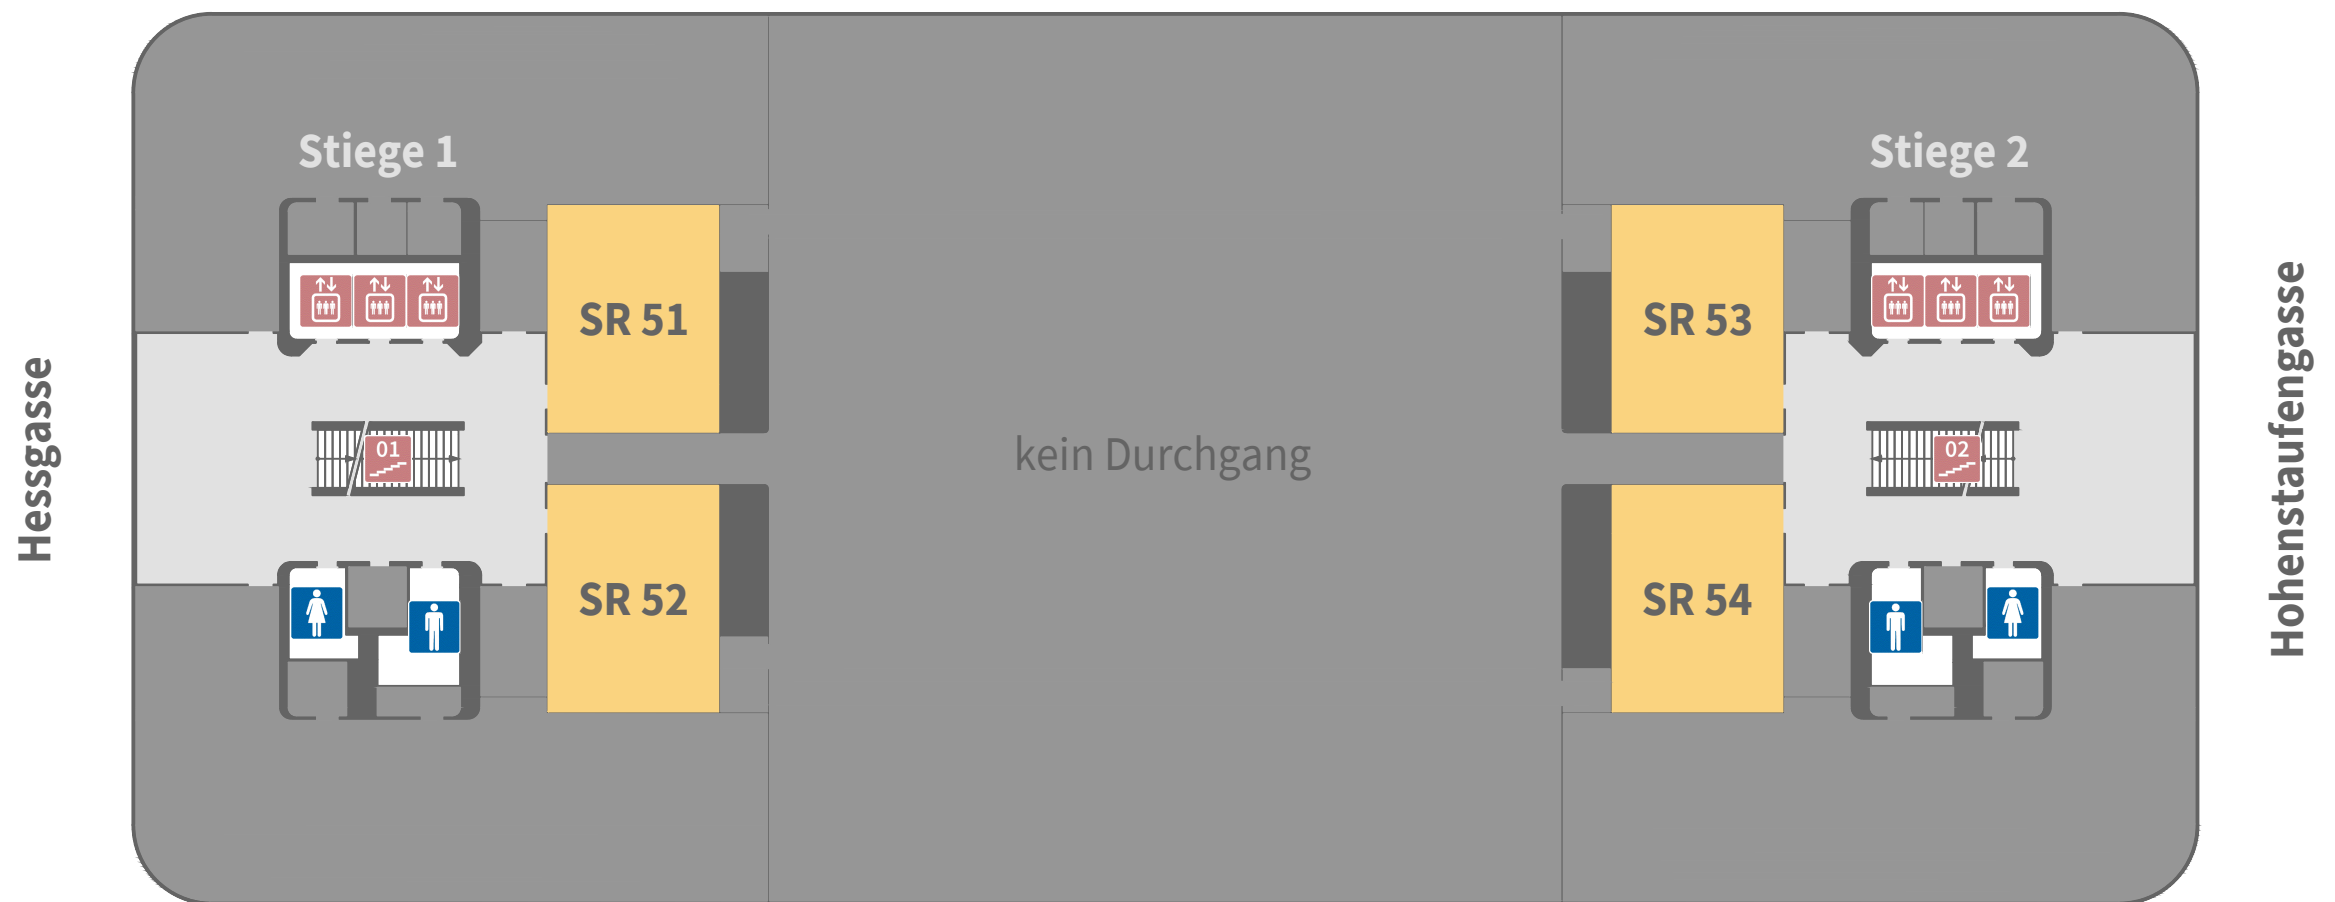 Stiege 1
Stiege 2
SR 51
SR 53
Hessgasse
01
kein Durchgang
02
Hohenstaufengasse
SR 52
SR 54